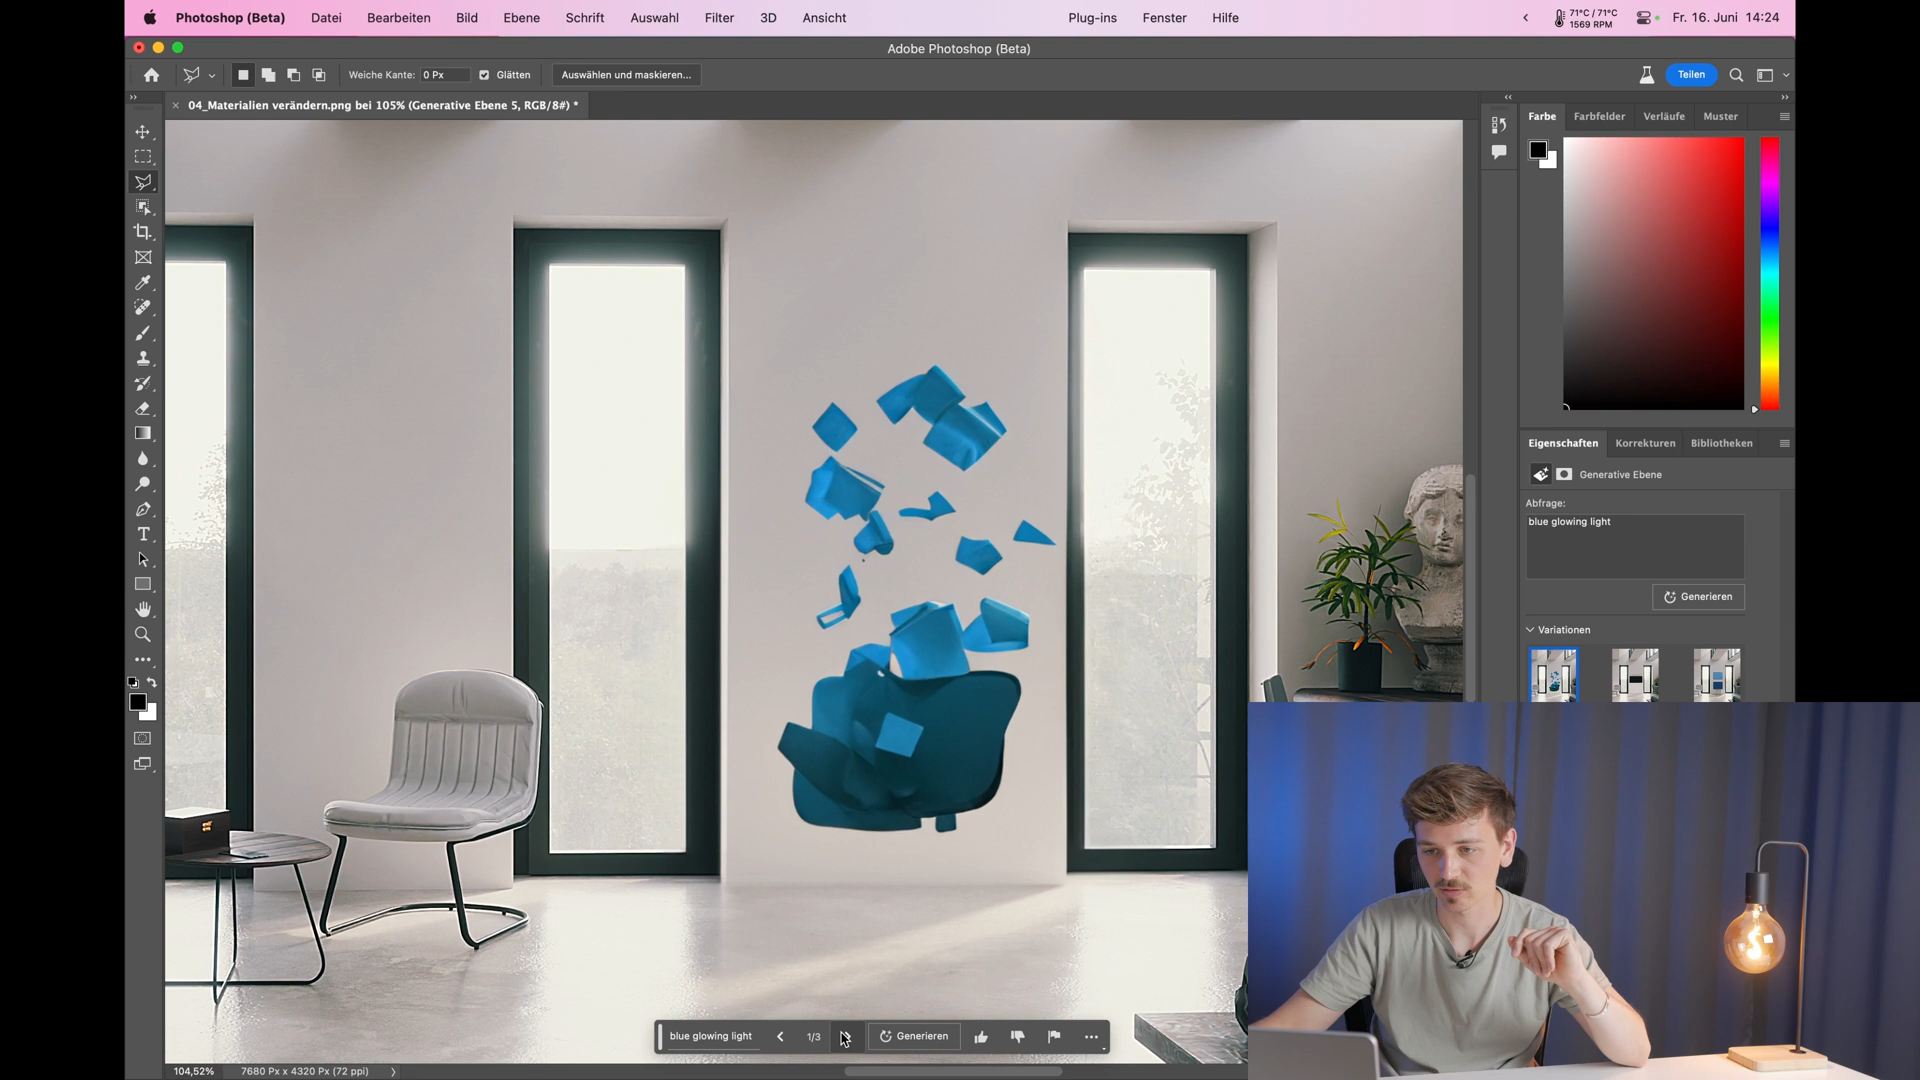 Photoshop (Beta) Datei Bearbeiten Bild Ebene Schrift Auswahl Filter 3D Ansicht Plug-ins Fenster Hilfe 71°C / 71°C Fr. 16. Juni 14:24
1569 RPM
Adobe Photoshop (Beta)
Weiche Kante: 0 Px Glätten Auswählen und maskieren... Teilen
04_Materialien verändern.png bei 105% (Generative Ebene 5, RGB/8#) *
Farbe Farbfelder Verläufe Muster
Eigenschaften Korrekturen Bibliotheken
Generative Ebene
Abfrage:
blue glowing light
Generieren
Variationen
blue glowing light 1/3 Generieren
104,52% 7680 Px x 4320 Px (72 ppi)